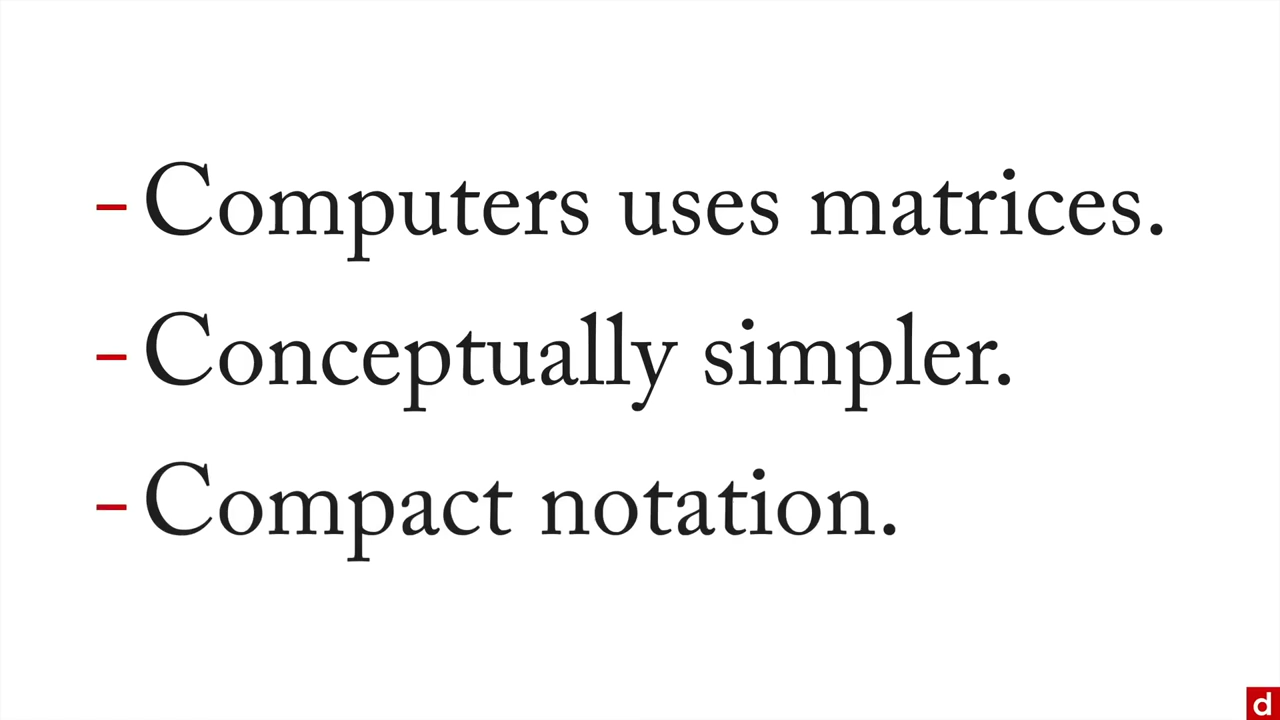 - Computers uses matrices.
- Conceptually simpler.
- Compact notation.
d